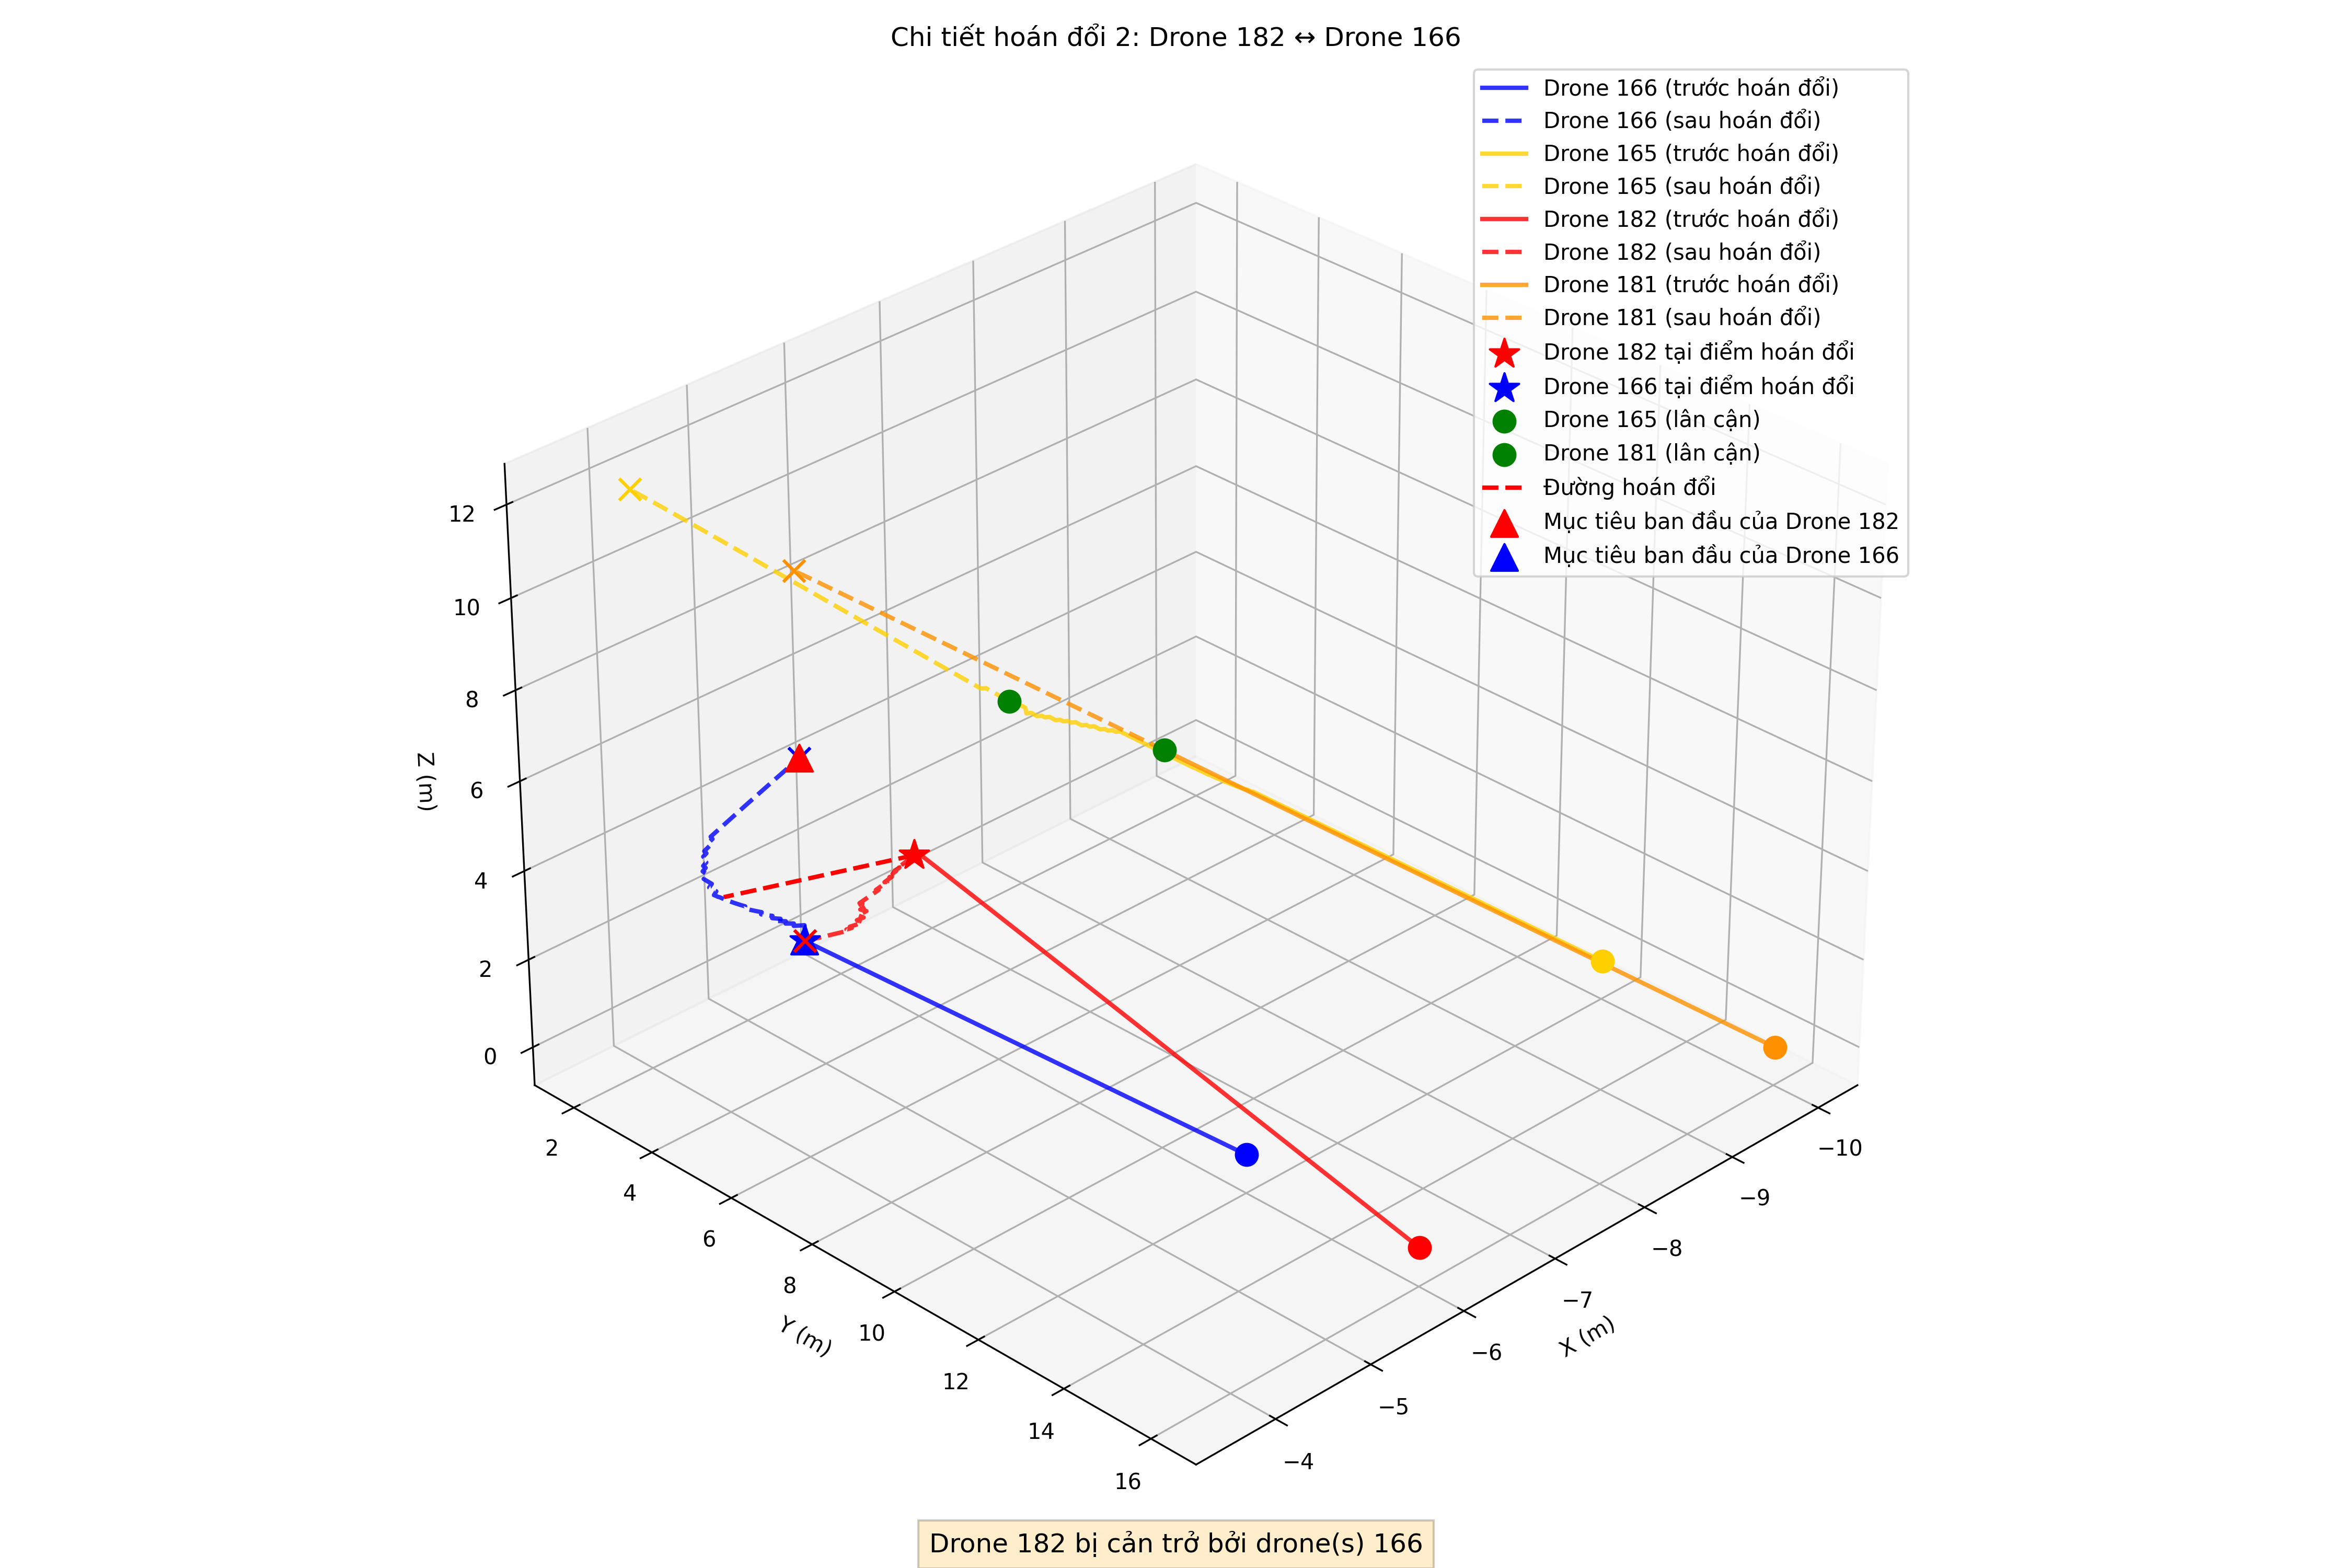 Chi tiết hoán đổi 2: Drone 182 ↔ Drone 166
Drone 166 (trước hoán đổi)
Drone 166 (sau hoán đổi)
Drone 165 (trước hoán đổi)
Drone 165 (sau hoán đổi)
Drone 182 (trước hoán đổi)
Drone 182 (sau hoán đổi)
Drone 181 (trước hoán đổi)
Drone 181 (sau hoán đổi)
Drone 182 tại điểm hoán đổi
Drone 166 tại điểm hoán đổi
Drone 165 (lân cận)
Drone 181 (lân cận)
Đường hoán đổi
Mục tiêu ban đầu của Drone 182
Mục tiêu ban đầu của Drone 166
12
10
8
6
4
2
0
Z (m)
2
4
6
8
10
12
14
16
Y (m)
−10
−9
−8
−7
−6
−5
−4
X (m)
Drone 182 bị cản trở bởi drone(s) 166